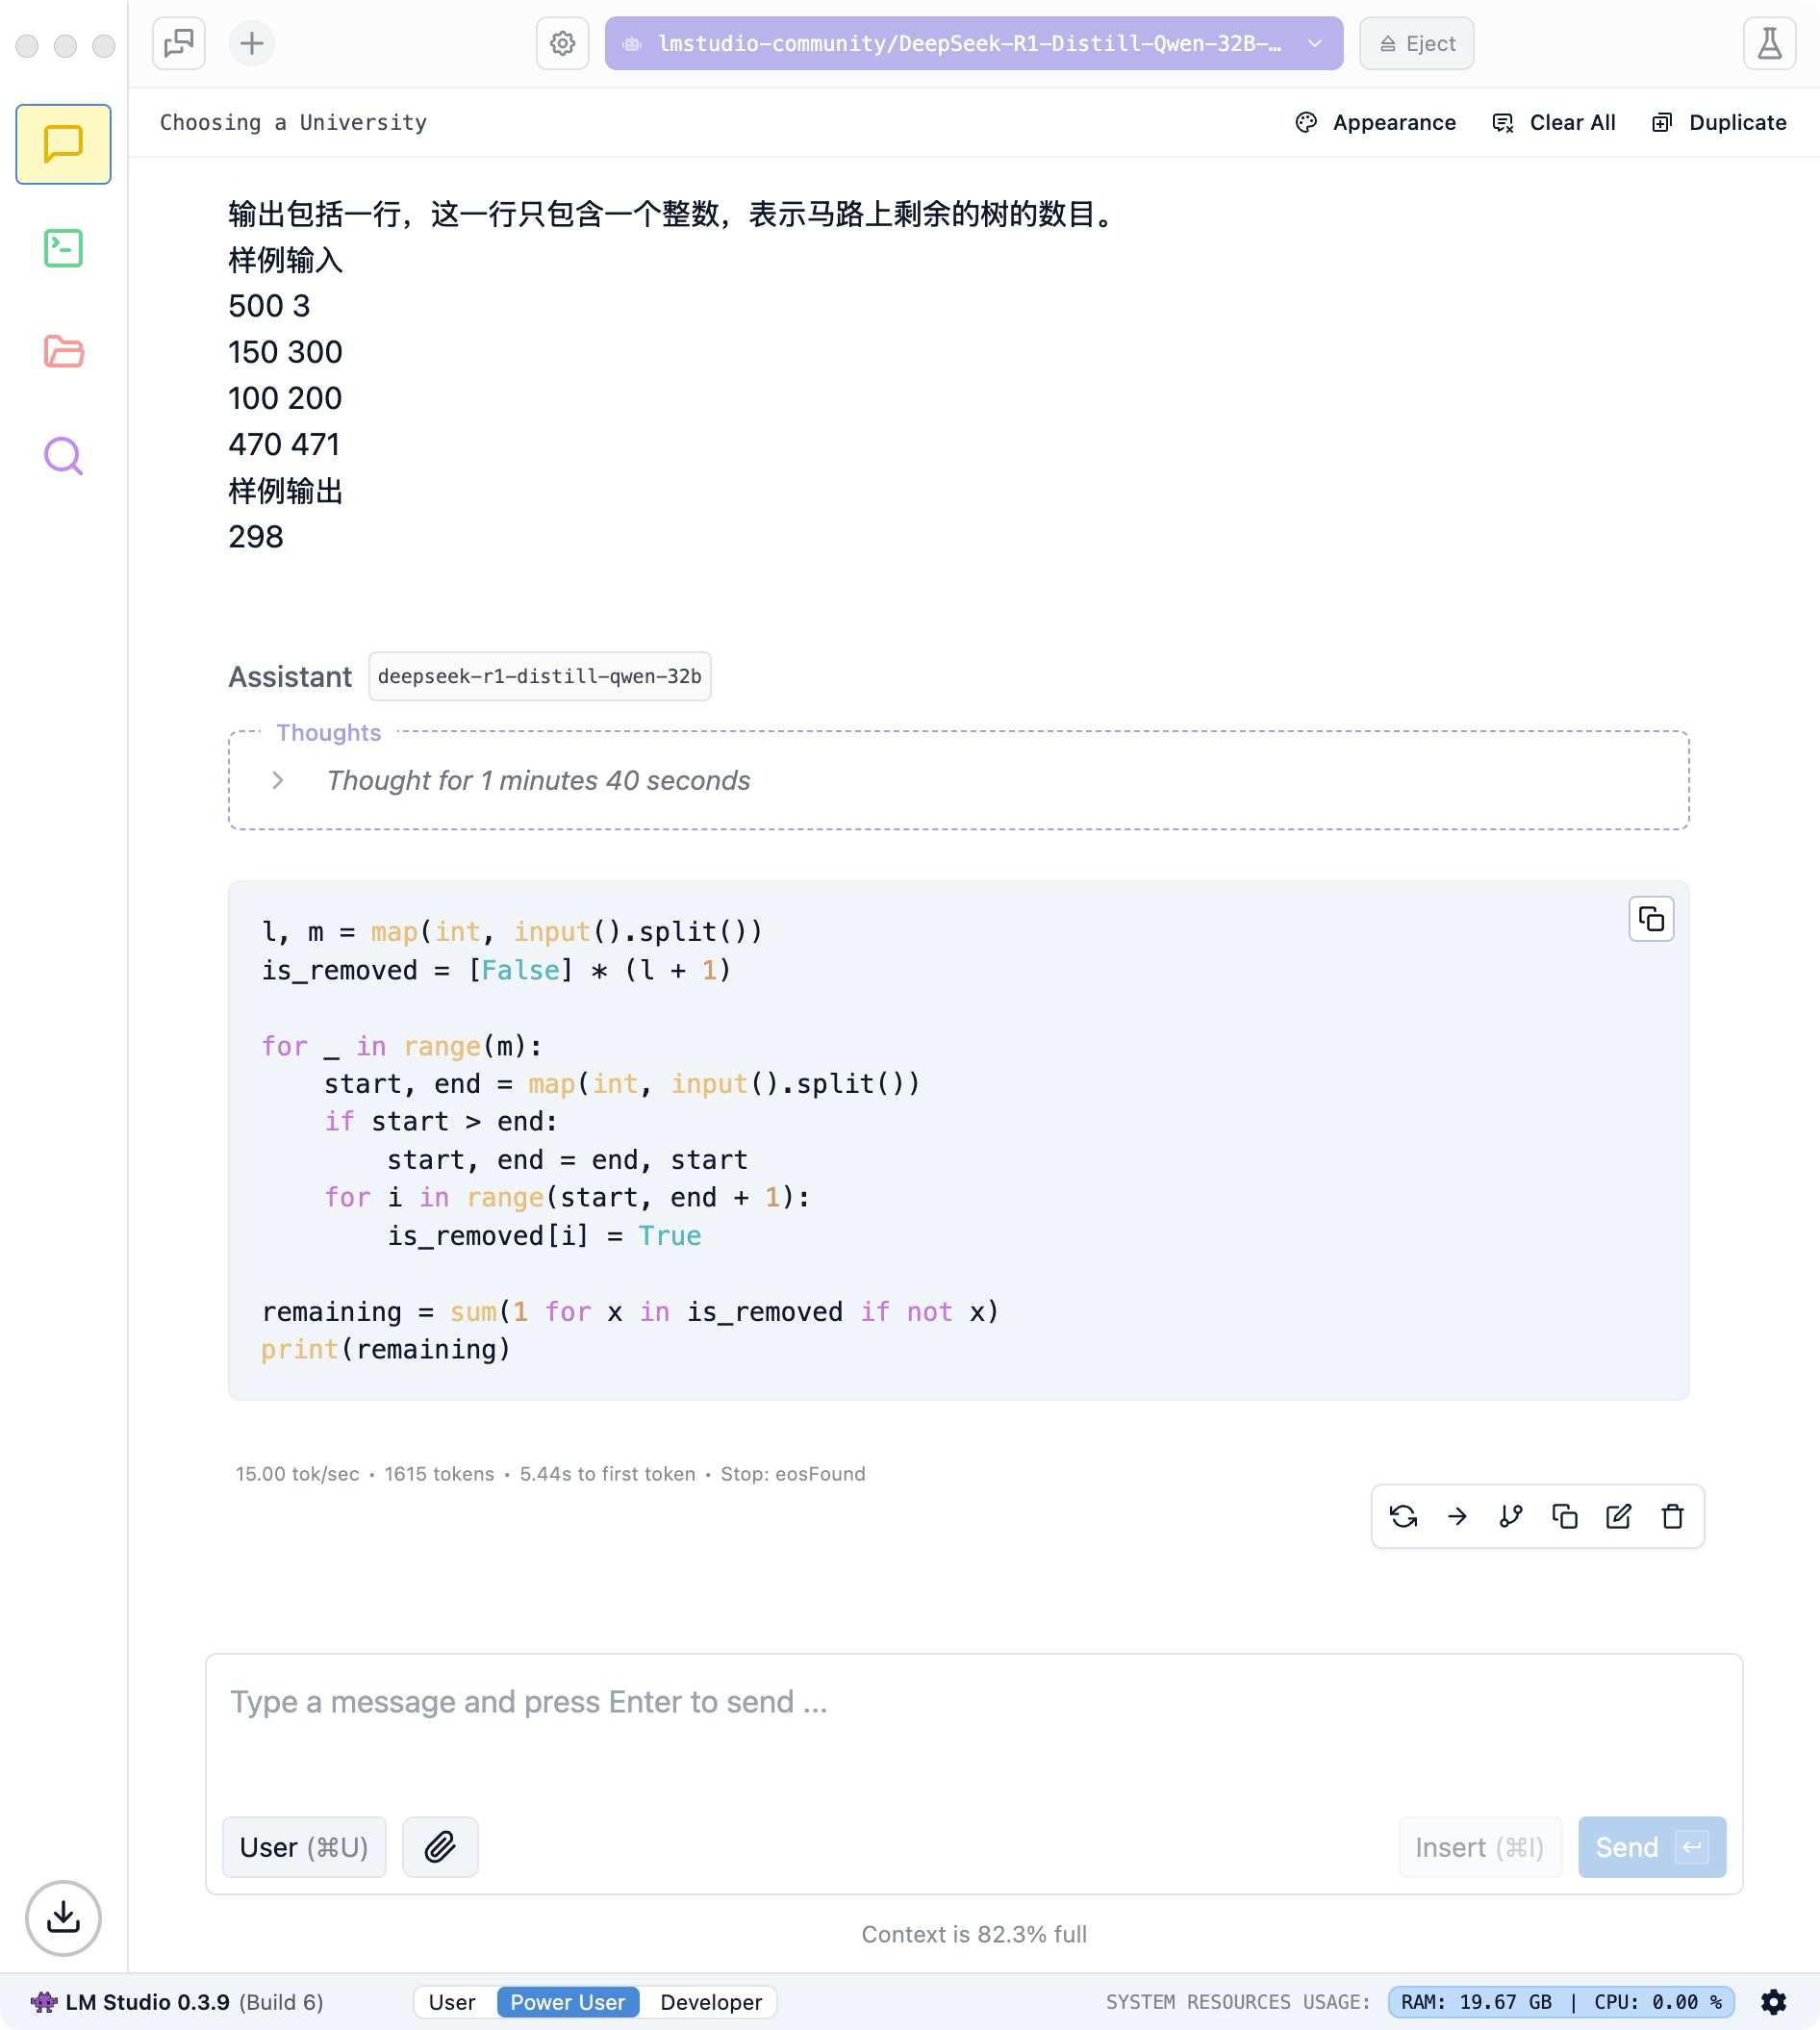 lmstudio-community/DeepSeek-R1-Distill-Qwen-32B-…
Eject
Choosing a University
Appearance
Clear All
Duplicate
输出包括一行，这一行只包含一个整数，表示马路上剩余的树的数目。
样例输入
500 3
150 300
100 200
470 471
样例输出
298
Assistant
deepseek-r1-distill-qwen-32b
Thoughts
Thought for 1 minutes 40 seconds
l, m = map(int, input().split())
is_removed = [False] * (l + 1)
for _ in range(m):
    start, end = map(int, input().split())
    if start > end:
        start, end = end, start
    for i in range(start, end + 1):
        is_removed[i] = True
remaining = sum(1 for x in is_removed if not x)
print(remaining)
15.00 tok/sec • 1615 tokens • 5.44s to first token • Stop: eosFound
Type a message and press Enter to send ...
User (⌘U)
Insert (⌘I)
Send
Context is 82.3% full
LM Studio 0.3.9 (Build 6)
User
Power User
Developer
SYSTEM RESOURCES USAGE:
RAM: 19.67 GB | CPU: 0.00 %